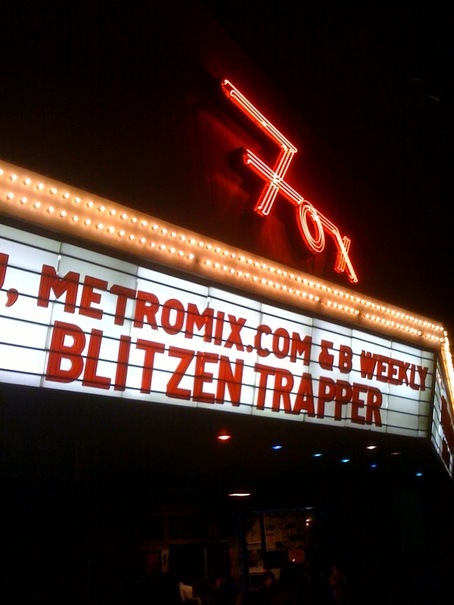 FOX
, METROMIX.COM & B WEEKLY
BLITZEN TRAPPER